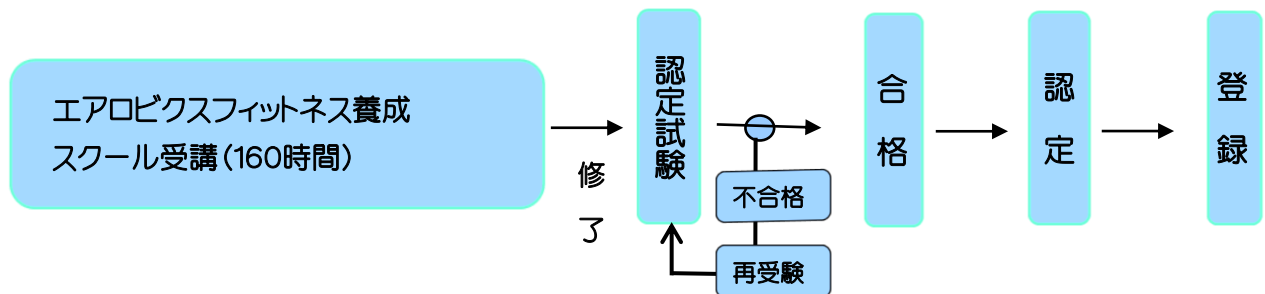 エアロビクスフィットネス養成
スクール受講(160時間)
修了
認定試験
不合格
再受験
合格
認定
登録